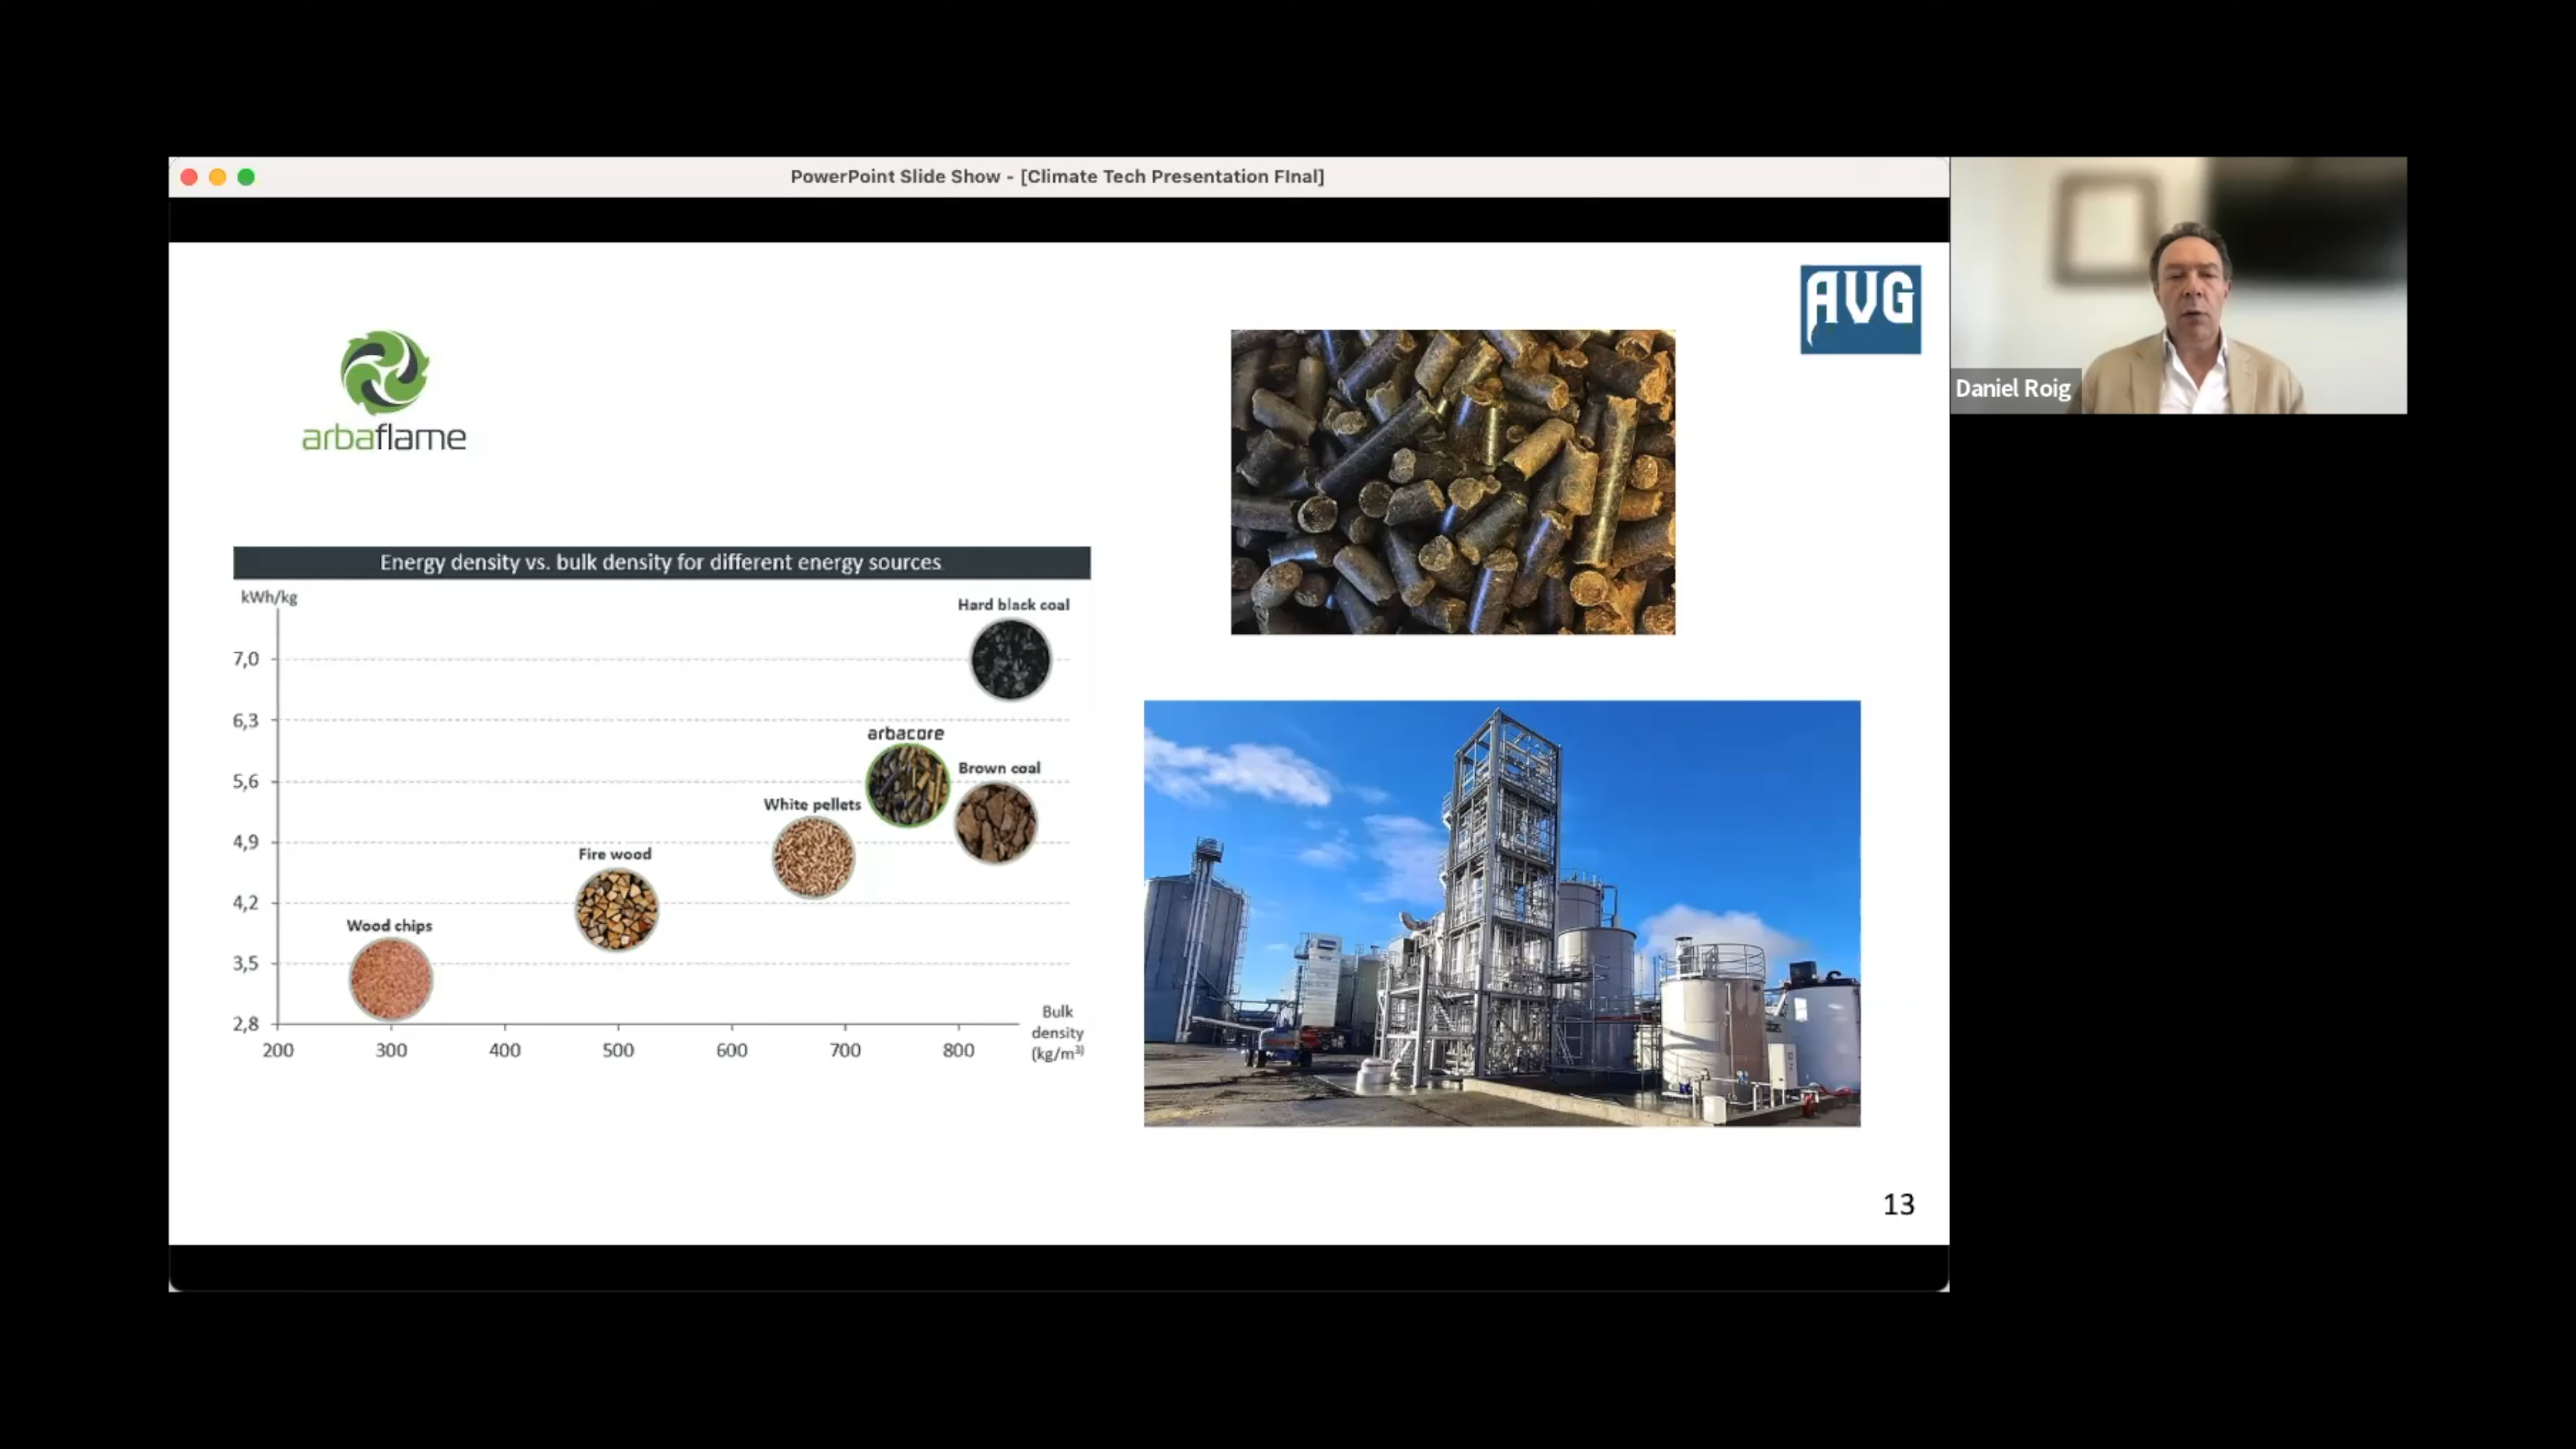 PowerPoint Slide Show - [Climate Tech Presentation FInal]
AVG
Daniel Roig
arbaflame
Energy density vs. bulk density for different energy sources
kWh/kg
Hard black coal
7,0
6,3
arbacore
Brown coal
5,6
White pellets
4,9
Fire wood
4,2
Wood chips
3,5
Bulk
density
(kg/m³)
2,8
200 300 400 500 600 700 800
13